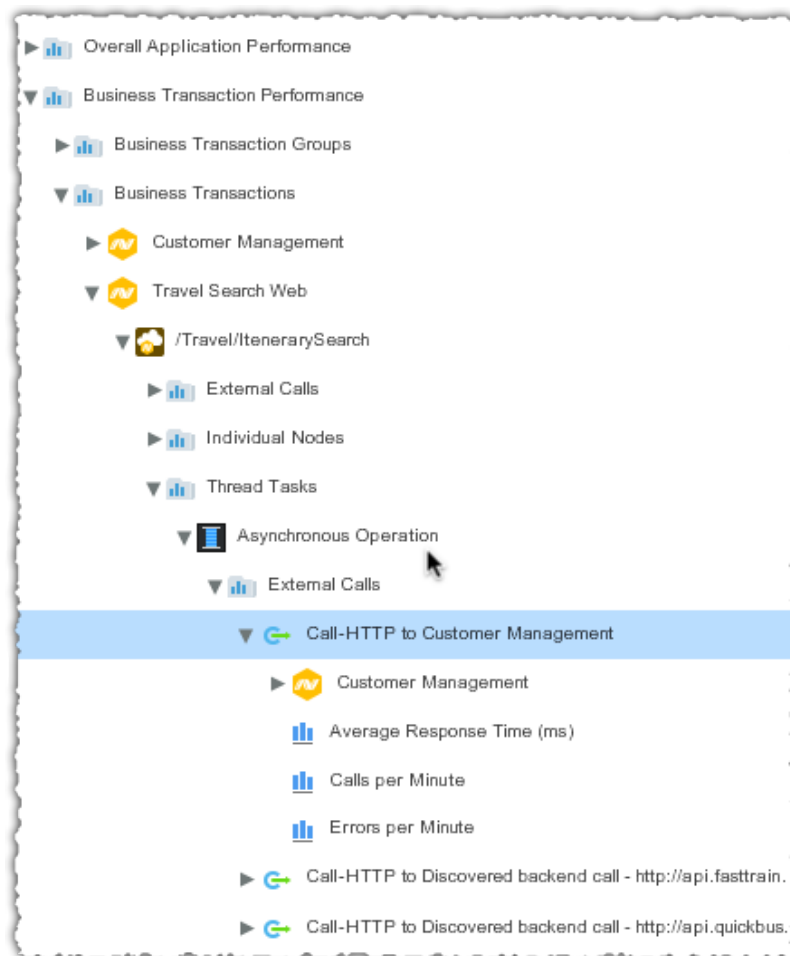 Overall Application Performance
Business Transaction Performance
Business Transaction Groups
Business Transactions
Customer Management
Travel Search Web
/Travel/ItenerarySearch
External Calls
Individual Nodes
Thread Tasks
Asynchronous Operation
External Calls
Call-HTTP to Customer Management
Customer Management
Average Response Time (ms)
Calls per Minute
Errors per Minute
Call-HTTP to Discovered backend call - http://api.fasttrain.
Call-HTTP to Discovered backend call - http://api.quickbus.